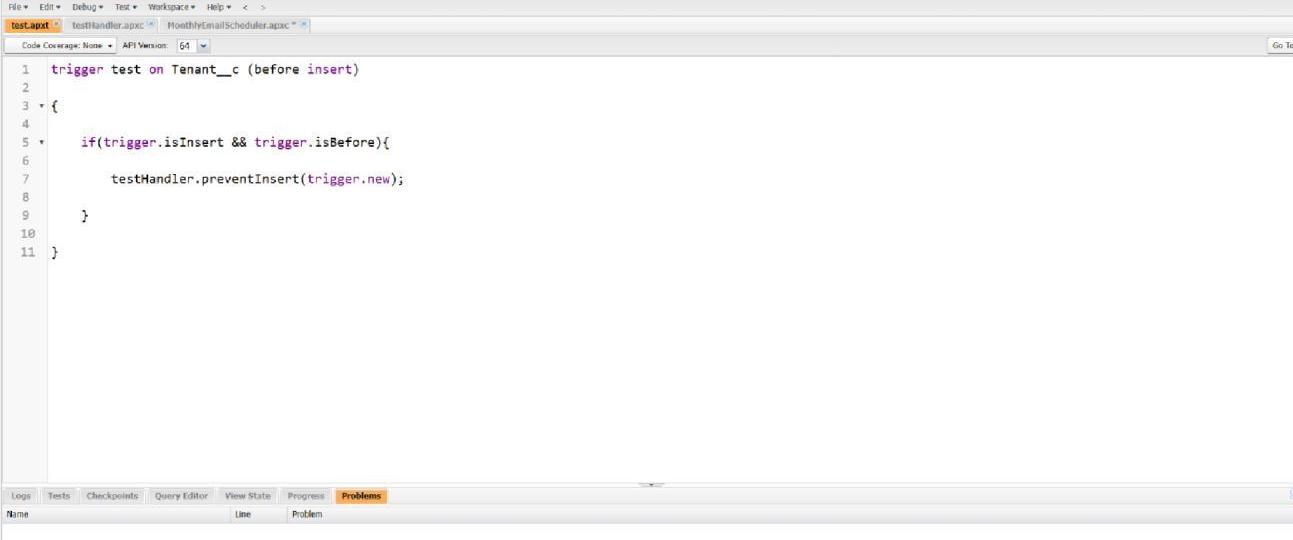 File Edit Debug Test Workspace Help < >
test.apxt testHandler.apxc MonthlyEmailScheduler.apxc *
Code Coverage: None API Version: 64 Go To
1 trigger test on Tenant__c (before insert)
2
3 {
4
5 if(trigger.isInsert && trigger.isBefore){
6
7 testHandler.preventInsert(trigger.new);
8
9 }
10
11 }
Logs Tests Checkpoints Query Editor View State Progress Problems
Name Line Problem